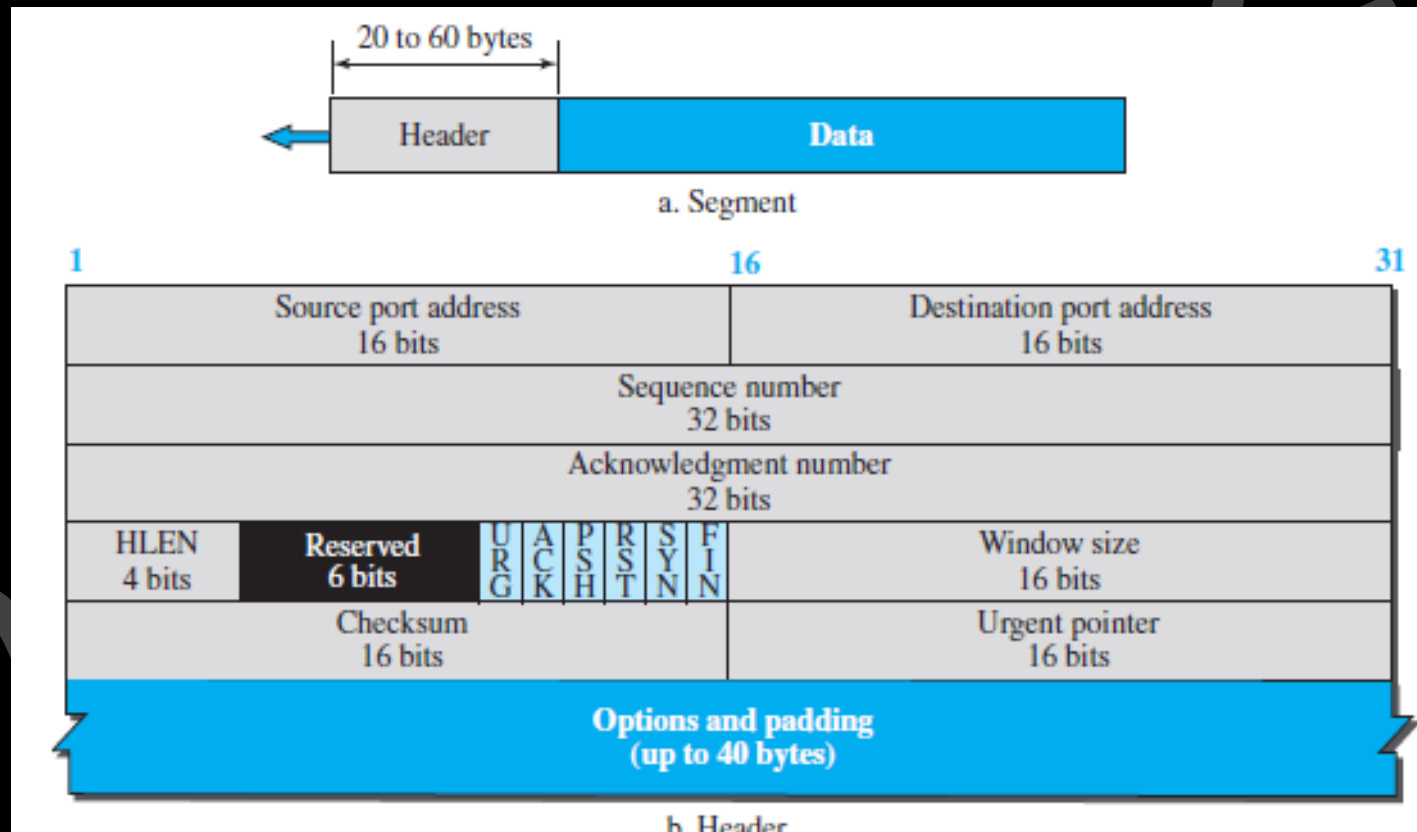 20 to 60 bytes
Header
Data
a. Segment
1 16 31
Source port address
16 bits
Destination port address
16 bits
Sequence number
32 bits
Acknowledgment number
32 bits
HLEN
4 bits
Reserved
6 bits
URG
ACK
PSH
RST
SYN
FIN
Window size
16 bits
Checksum
16 bits
Urgent pointer
16 bits
Options and padding
(up to 40 bytes)
b. Header